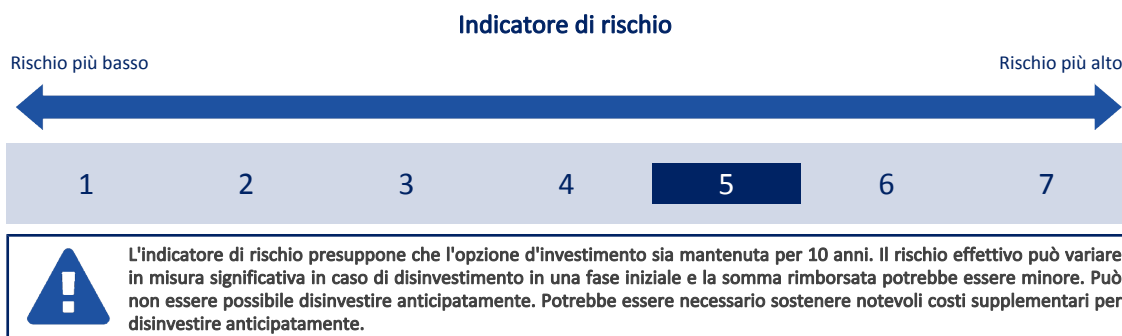 Indicatore di rischio
Rischio più basso
Rischio più alto
1 2 3 4 5 6 7
L'indicatore di rischio presuppone che l'opzione d'investimento sia mantenuta per 10 anni. Il rischio effettivo può variare
in misura significativa in caso di disinvestimento in una fase iniziale e la somma rimborsata potrebbe essere minore. Può
non essere possibile disinvestire anticipatamente. Potrebbe essere necessario sostenere notevoli costi supplementari per
disinvestire anticipatamente.